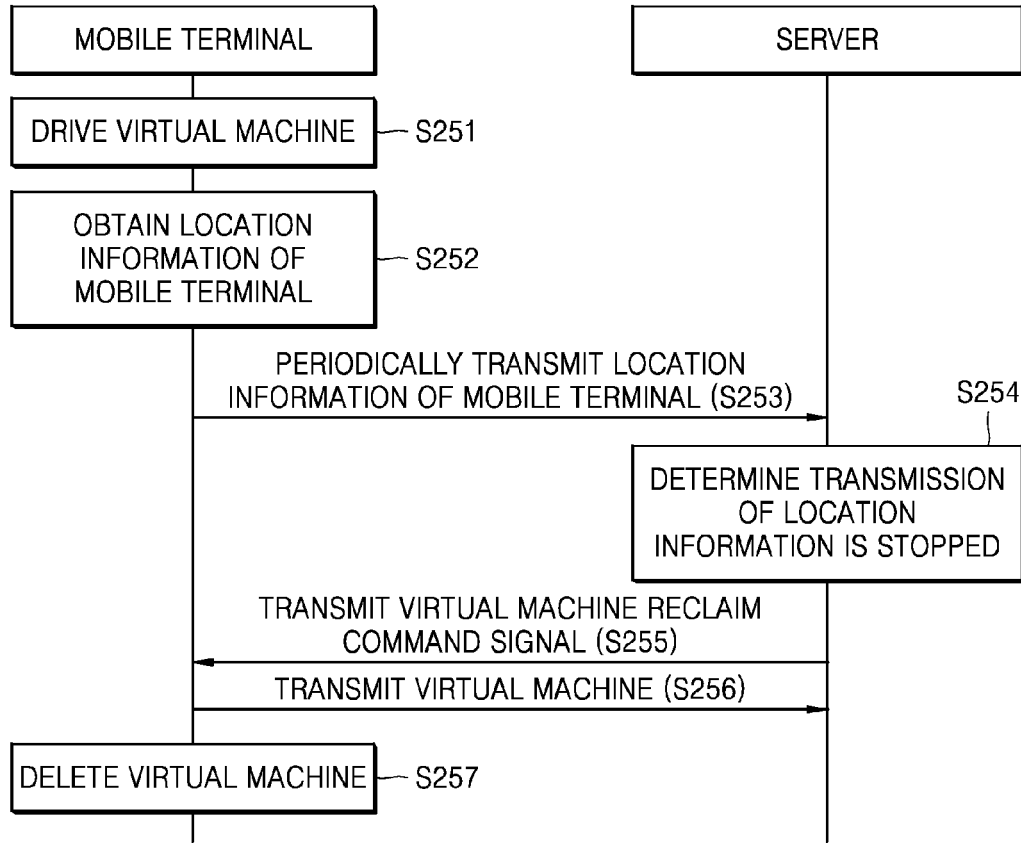 MOBILE TERMINAL
SERVER
DRIVE VIRTUAL MACHINE
S251
OBTAIN LOCATION
INFORMATION OF
MOBILE TERMINAL
S252
PERIODICALLY TRANSMIT LOCATION
INFORMATION OF MOBILE TERMINAL (S253)
S254
DETERMINE TRANSMISSION
OF LOCATION
INFORMATION IS STOPPED
TRANSMIT VIRTUAL MACHINE RECLAIM
COMMAND SIGNAL (S255)
TRANSMIT VIRTUAL MACHINE (S256)
DELETE VIRTUAL MACHINE
S257